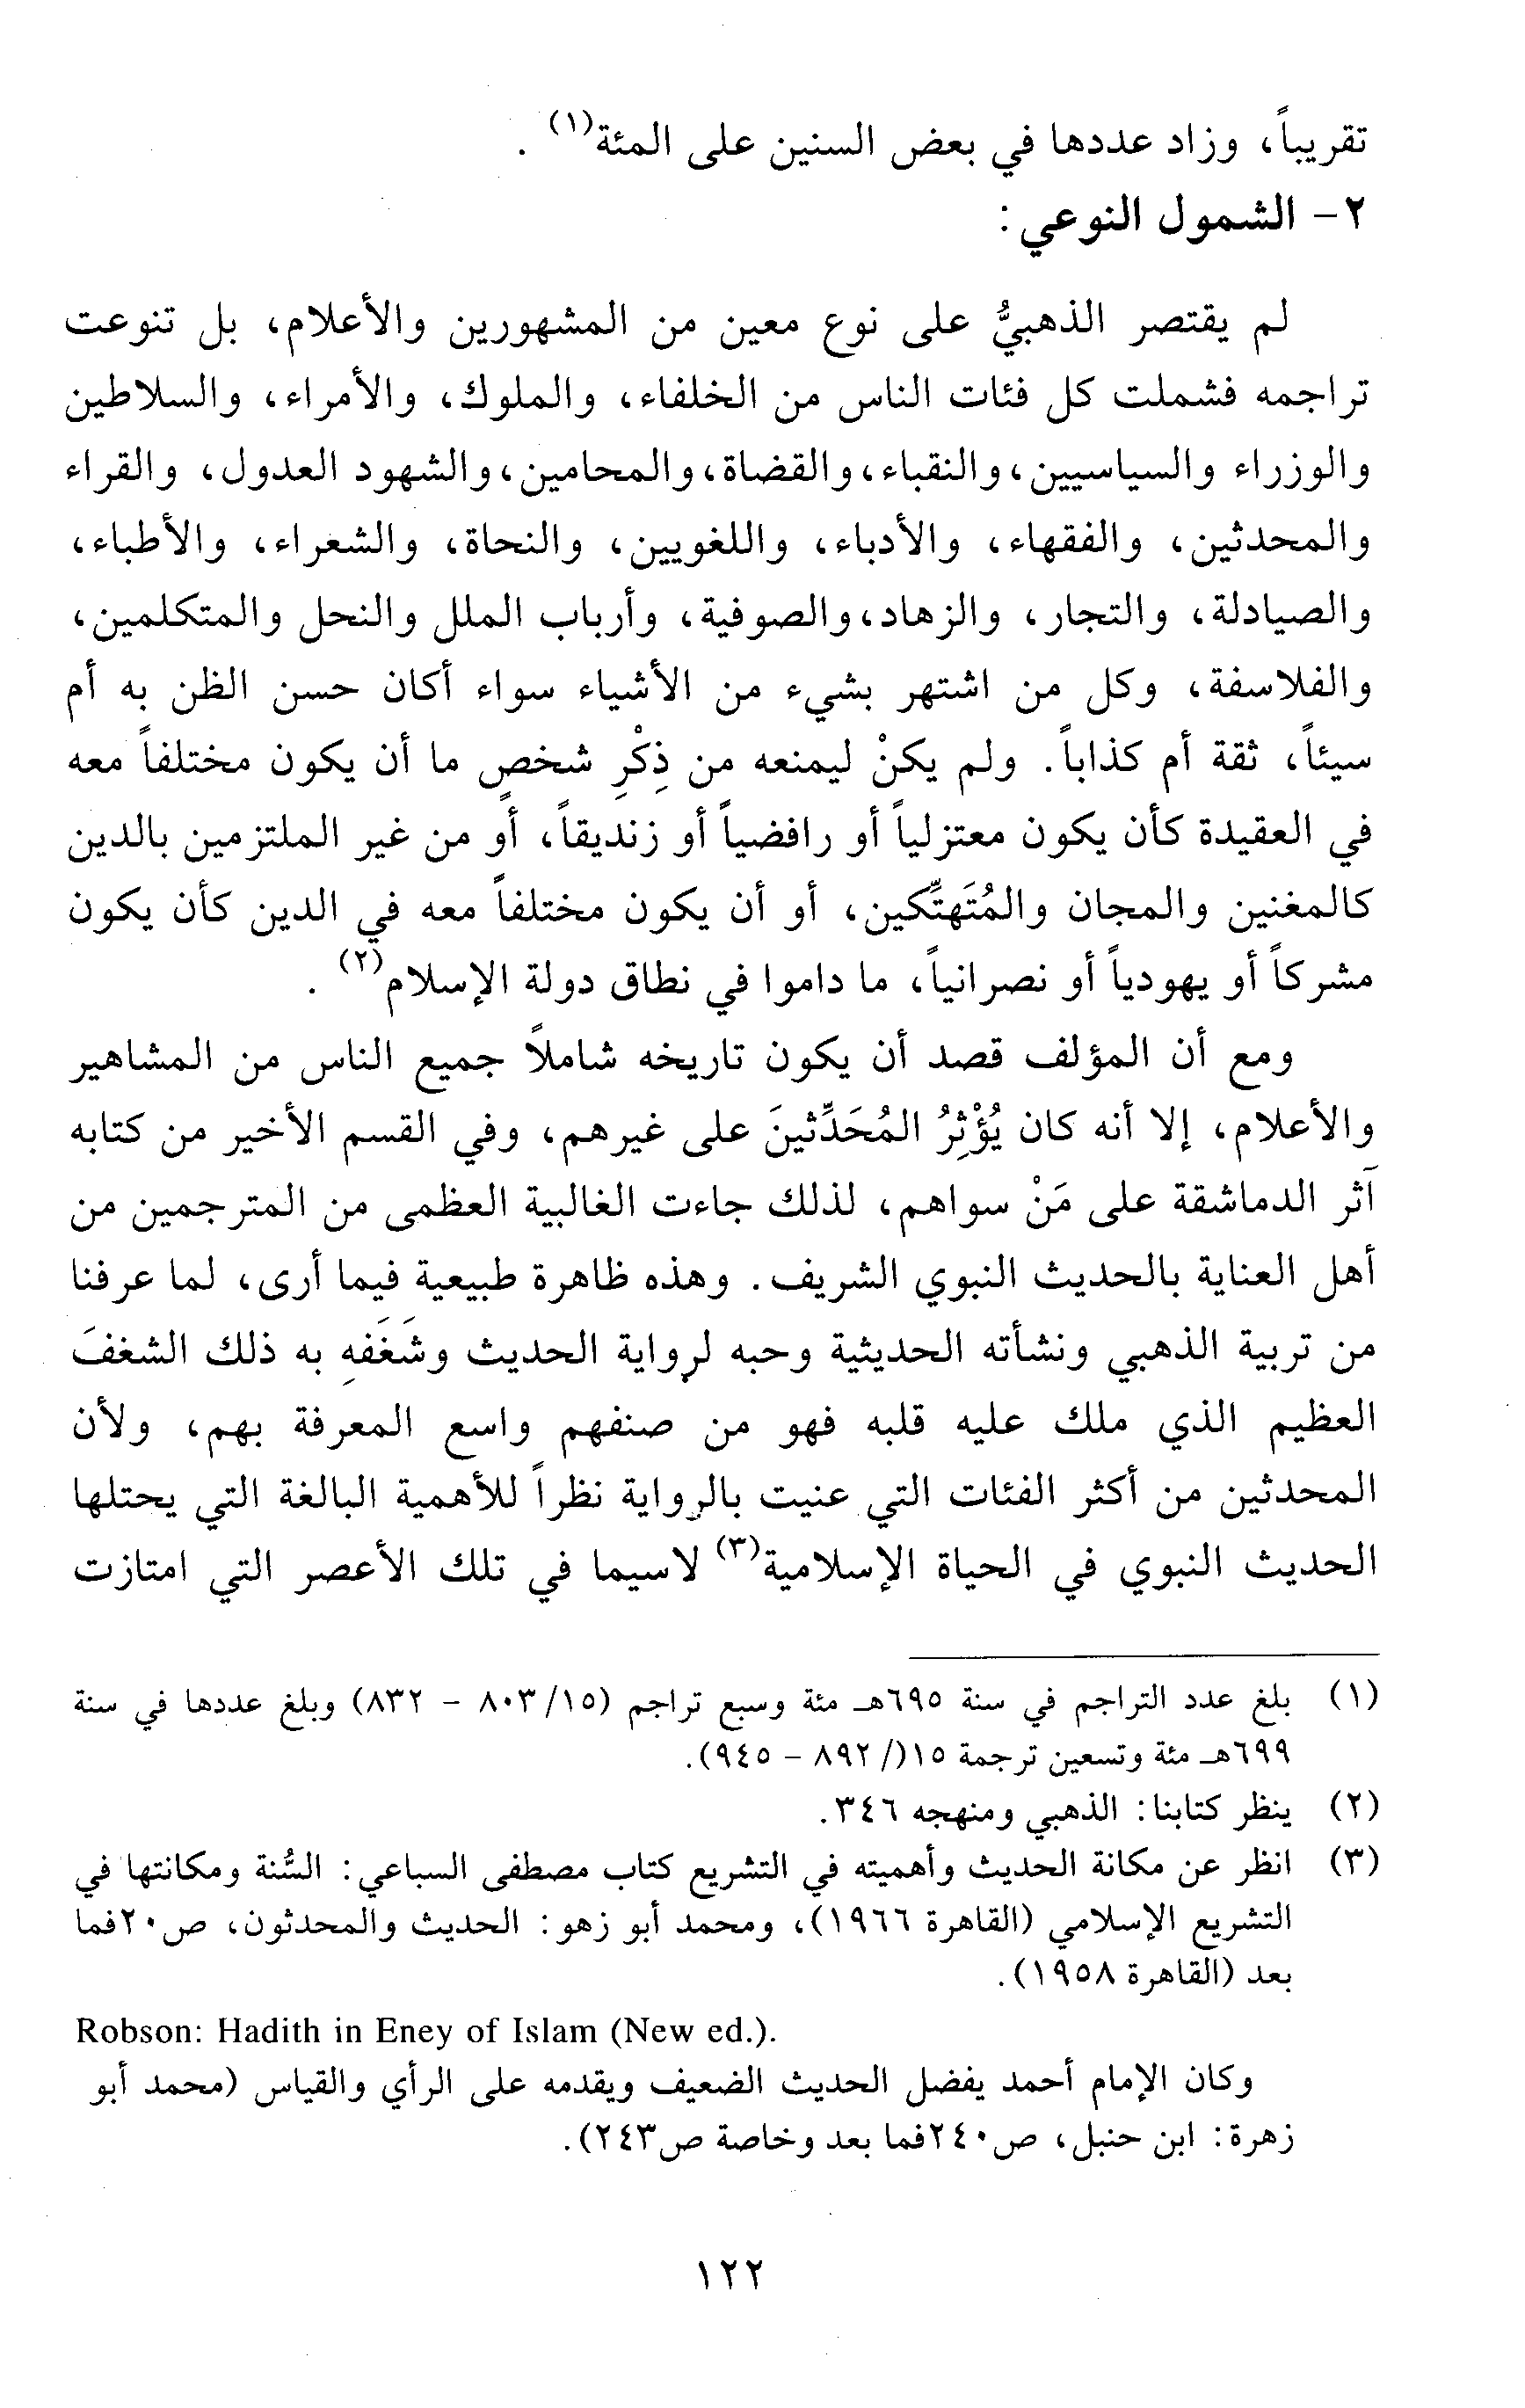 تقريباً، وزاد عددها في بعض السنين على المئة(١) .
٢- الشمول النوعي :
لم يقتصر الذهبيُّ على نوع معين من المشهورين والأعلام، بل تنوعت
تراجمه فشملت كل فئات الناس من الخلفاء، والملوك، والأمراء، والسلاطين
والوزراء والسياسيين، والنقباء، والقضاة، والمحامين، والشهود العدول، والقراء
والمحدثين، والفقهاء، والأدباء، واللغويين، والنحاة، والشعراء، والأطباء،
والصيادلة، والتجار، والزهاد، والصوفية، وأرباب الملل والنحل والمتكلمين،
والفلاسفة، وكل من اشتهر بشيء من الأشياء سواء أكان حسن الظن به أم
سيئاً، ثقة أم كذاباً. ولم يكنْ ليمنعه من ذِكْرِ شخصٍ ما أن يكون مختلفاً معه
في العقيدة كأن يكون معتزلياً أو رافضياً أو زنديقاً، أو من غير الملتزمين بالدين
كالمغنين والمجان والمُتَهتِّكين، أو أن يكون مختلفاً معه في الدين كأن يكون
مشركاً أو يهودياً أو نصرانياً، ما داموا في نطاق دولة الإسلام(٢) .
ومع أن المؤلف قصد أن يكون تاريخه شاملاً جميع الناس من المشاهير
والأعلام، إلا أنه كان يُؤْثِرُ المُحَدِّثينَ على غيرهم، وفي القسم الأخير من كتابه
آثر الدماشقة على مَنْ سواهم، لذلك جاءت الغالبية العظمى من المترجمين من
أهل العناية بالحديث النبوي الشريف. وهذه ظاهرة طبيعية فيما أرى، لما عرفنا
من تربية الذهبي ونشأته الحديثية وحبه لرواية الحديث وشَغَفهِ به ذلك الشغفَ
العظيم الذي ملك عليه قلبه فهو من صنفهم واسع المعرفة بهم، ولأن
المحدثين من أكثر الفئات التي عنيت بالرواية نظراً للأهمية البالغة التي يحتلها
الحديث النبوي في الحياة الإسلامية(٣) لاسيما في تلك الأعصر التي امتازت
(١) بلغ عدد التراجم في سنة ٦٩٥هـ مئة وسبع تراجم (١٥/ ٨٠٣ - ٨٣٢) وبلغ عددها في سنة
٦٩٩هـ مئة وتسعين ترجمة ١٥(/ ٨٩٢ - ٩٤٥).
(٢) ينظر كتابنا: الذهبي ومنهجه ٣٤٦.
(٣) انظر عن مكانة الحديث وأهميته في التشريع كتاب مصطفى السباعي: السُّنة ومكانتها في
التشريع الإسلامي (القاهرة ١٩٦٦)، ومحمد أبو زهو: الحديث والمحدثون، ص٢٠فما
بعد (القاهرة ١٩٥٨).
Robson: Hadith in Eney of Islam (New ed.).
وكان الإمام أحمد يفضل الحديث الضعيف ويقدمه على الرأي والقياس (محمد أبو
زهرة: ابن حنبل، ص٢٤٠فما بعد وخاصة ص٢٤٣).
١٢٢